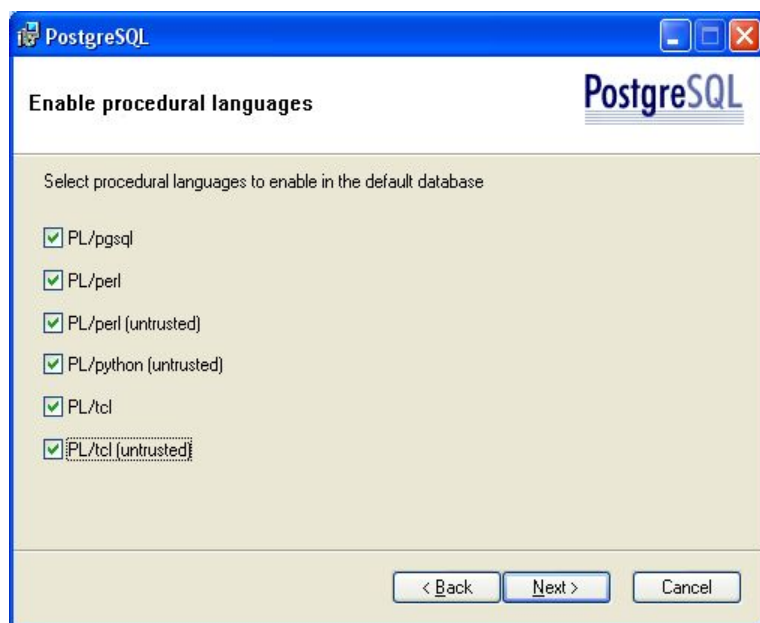 PostgreSQL
Enable procedural languages
PostgreSQL
Select procedural languages to enable in the default database
PL/pgsql
PL/perl
PL/perl (untrusted)
PL/python (untrusted)
PL/tcl
PL/tcl (untrusted)
< Back
Next >
Cancel